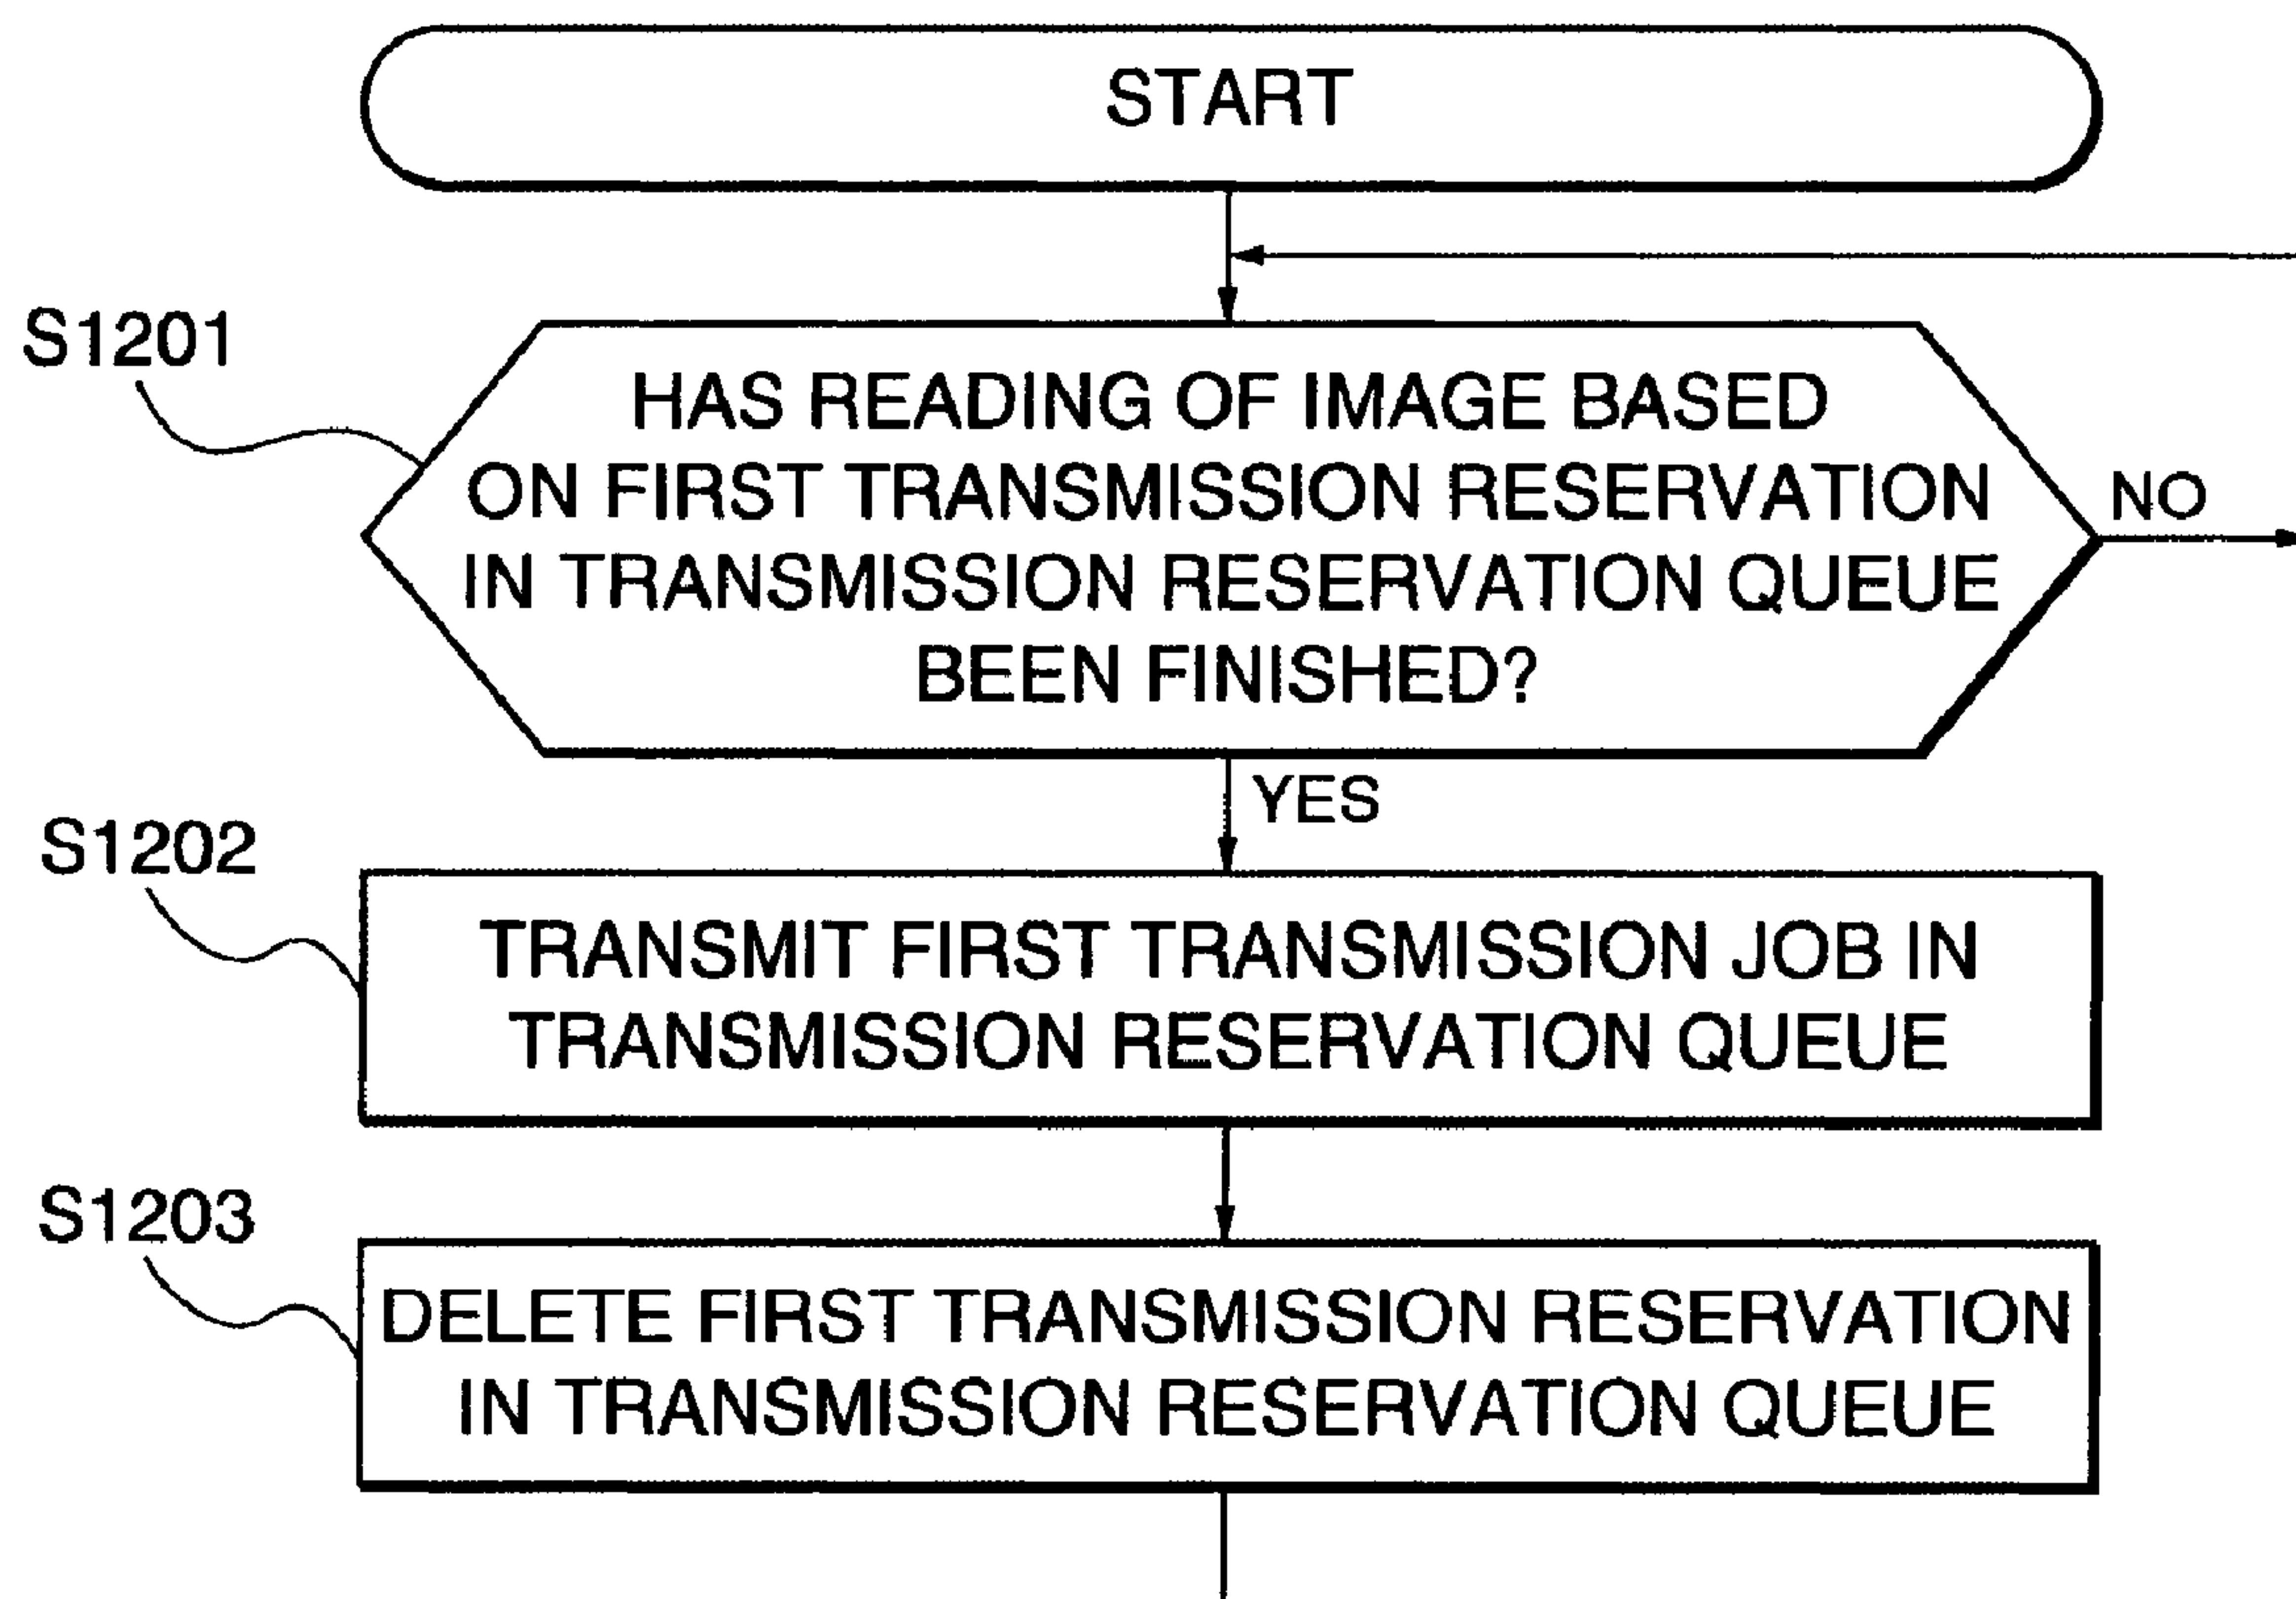 START
S1201
HAS READING OF IMAGE BASED
ON FIRST TRANSMISSION RESERVATION
IN TRANSMISSION RESERVATION QUEUE
BEEN FINISHED?
NO
YES
S1202
TRANSMIT FIRST TRANSMISSION JOB IN
TRANSMISSION RESERVATION QUEUE
S1203
DELETE FIRST TRANSMISSION RESERVATION
IN TRANSMISSION RESERVATION QUEUE